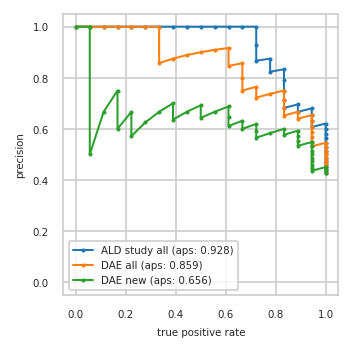 1.0
0.8
0.6
0.4
0.2
0.0
precision
ALD study all (aps: 0.928)
DAE all (aps: 0.859)
DAE new (aps: 0.656)
0.0 0.2 0.4 0.6 0.8 1.0
true positive rate